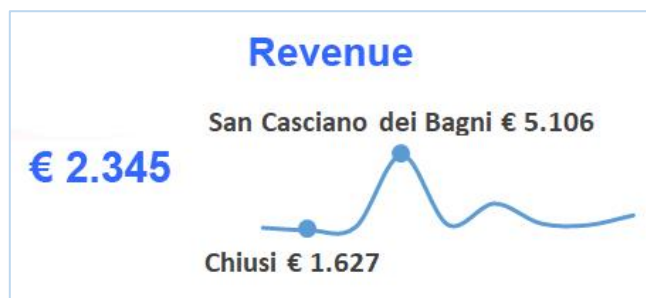 Revenue
San Casciano dei Bagni € 5.106
€ 2.345
Chiusi € 1.627